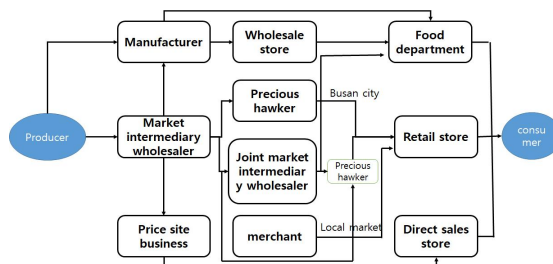 Manufacturer
Wholesale
store
Food
department
Precious
hawker
Busan city
Producer
Market
intermediary
wholesaler
Retail store
consu
mer
Joint market
intermediar
y wholesaler
Precious
hawker
Price site
business
merchant
Local market
Direct sales
store